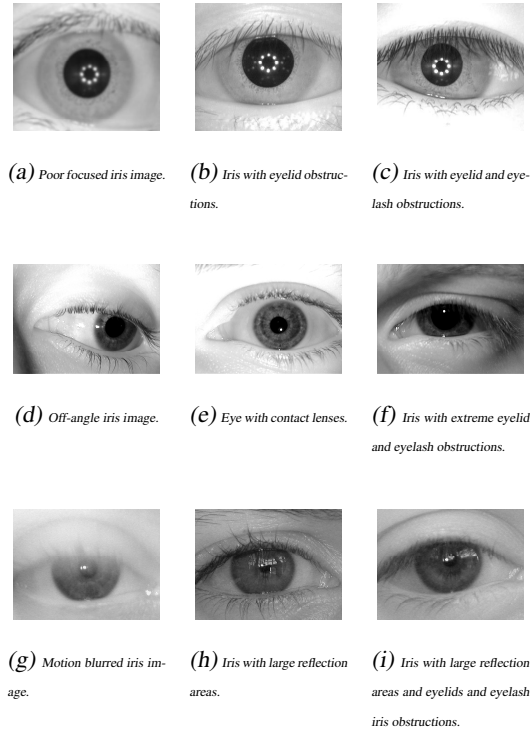 (a) Poor focused iris image.
(b) Iris with eyelid obstruc-
tions.
(c) Iris with eyelid and eye-
lash obstructions.
(d) Off-angle iris image.
(e) Eye with contact lenses.
(f) Iris with extreme eyelid
and eyelash obstructions.
(g) Motion blurred iris im-
age.
(h) Iris with large reflection
areas.
(i) Iris with large reflection
areas and eyelids and eyelash
iris obstructions.